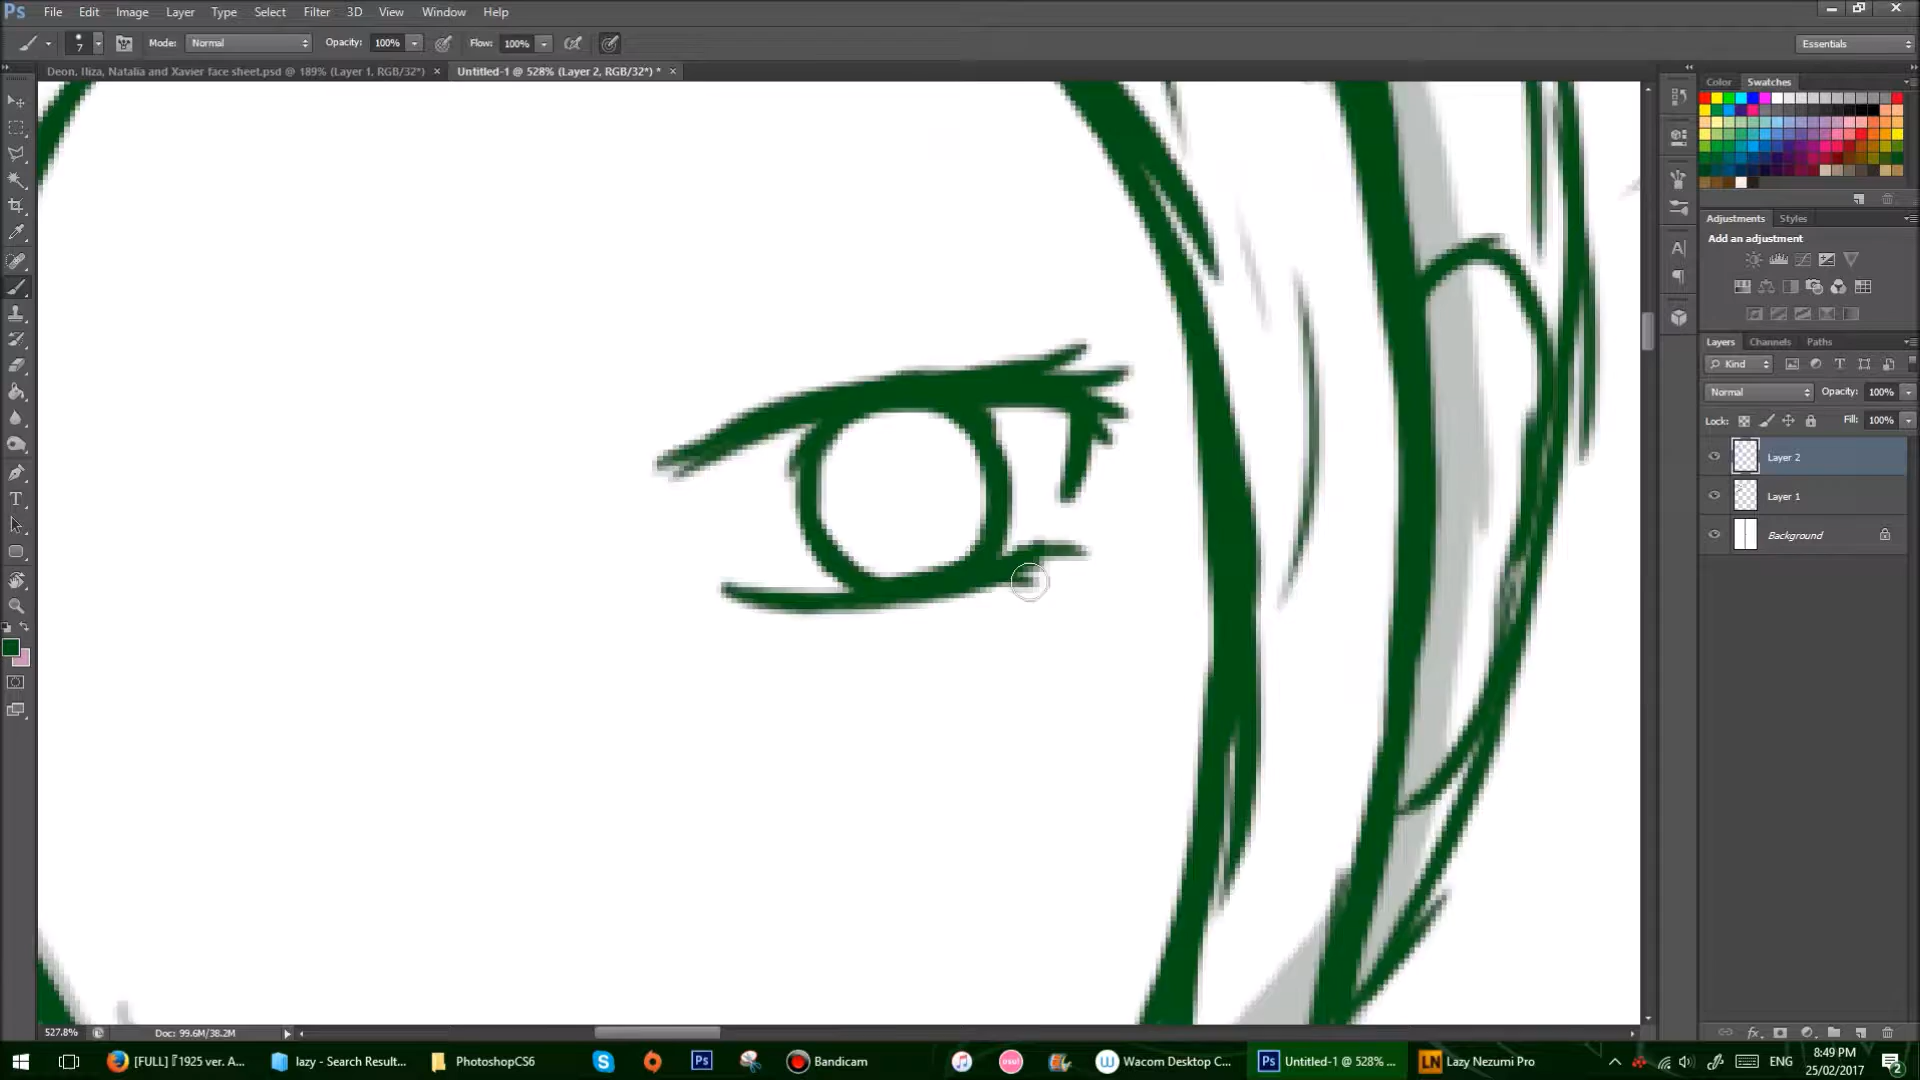 Ps File Edit Image Layer Type Select Filter 3D View Window Help
7 Mode: Normal Opacity: 100% Flow: 100% Essentials
Deon, Iliza, Natalia and Xavier face sheet.psd @ 189% (Layer 1, RGB/32*) × Untitled-1 @ 528% (Layer 2, RGB/32*) * ×
Color Swatches
Adjustments Styles
Add an adjustment
Layers Channels Paths
Kind
Normal Opacity: 100%
Lock: Fill: 100%
Layer 2
Layer 1
Background
527.8% Doc: 99.6M/38.2M
[FULL]『1925 ver. A... lazy - Search Result... PhotoshopCS6 Bandicam Wacom Desktop C... Untitled-1 @ 528% ... LN Lazy Nezumi Pro ENG 8:49 PM
25/02/2017 2